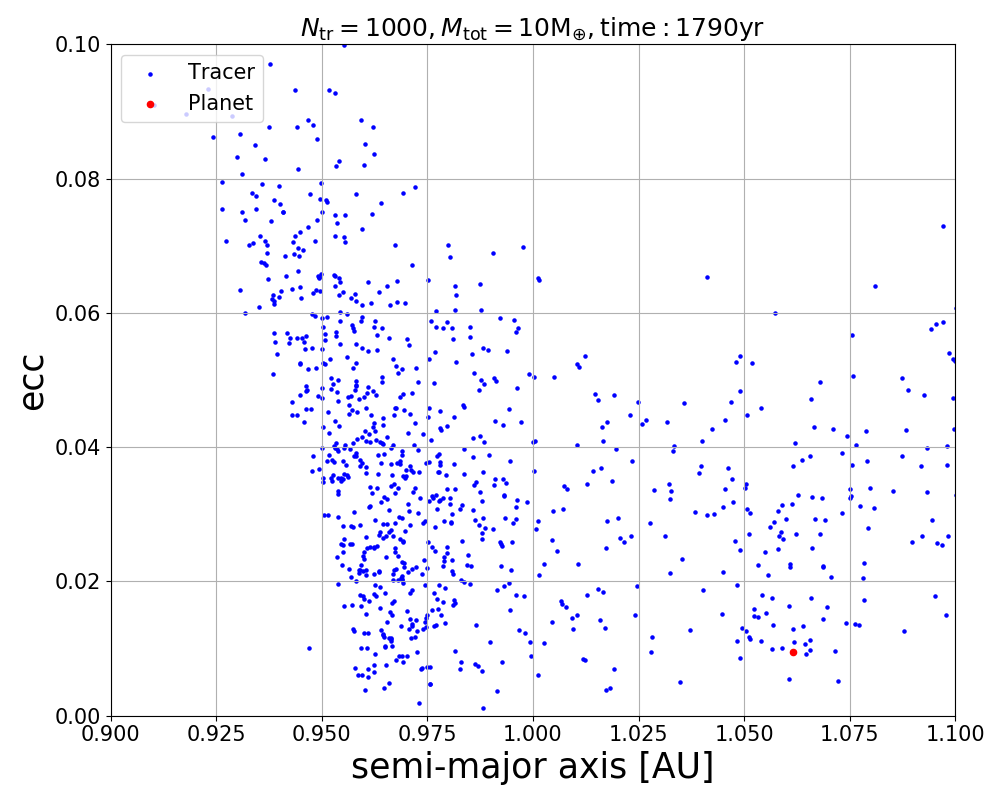 N_tr = 1000, M_tot = 10M_⊕, time : 1790yr
0.10
Tracer
Planet
0.08
0.06
ecc
0.04
0.02
0.00
0.900 0.925 0.950 0.975 1.000 1.025 1.050 1.075 1.100
semi-major axis [AU]